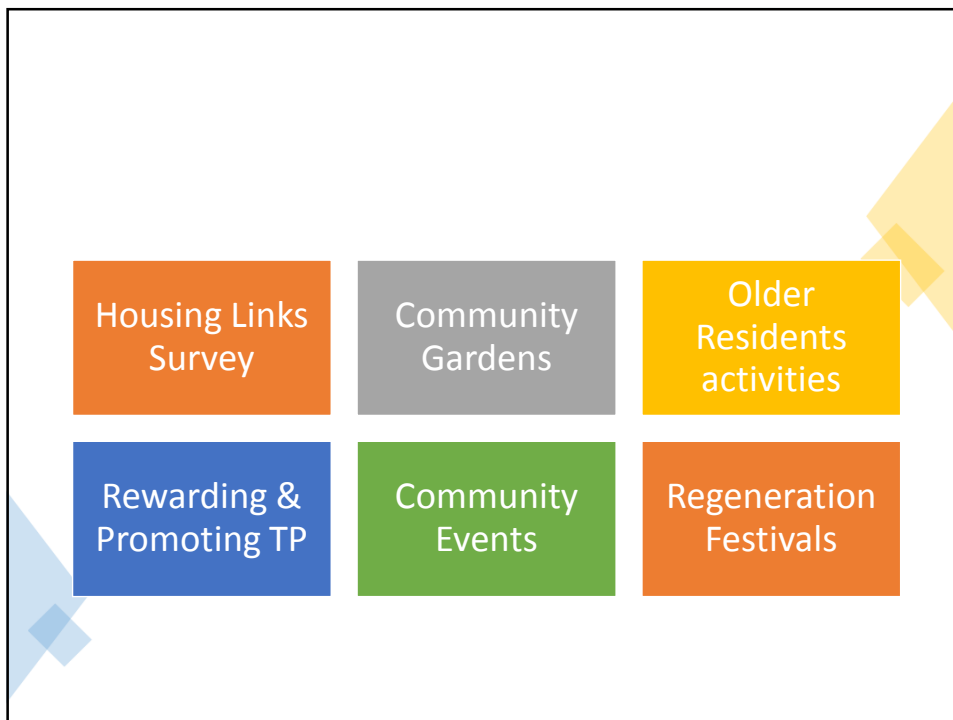 Housing Links
Survey
Community
Gardens
Older
Residents
activities
Rewarding &
Promoting TP
Community
Events
Regeneration
Festivals